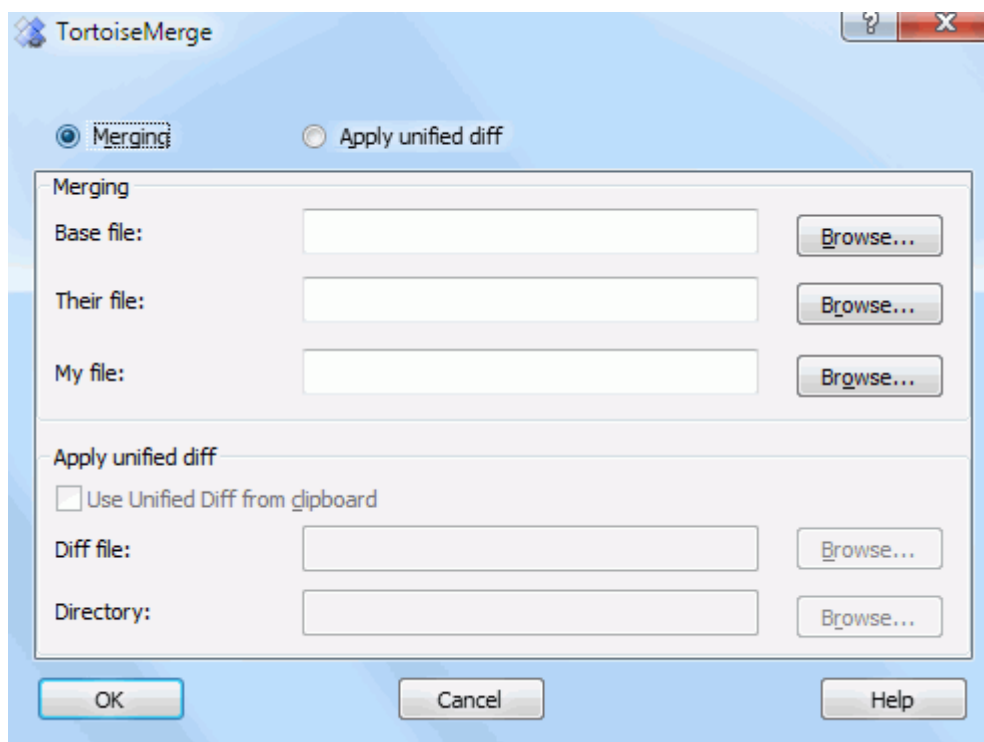 TortoiseMerge
Merging Apply unified diff
Merging
Base file: Browse...
Their file: Browse...
My file: Browse...
Apply unified diff
Use Unified Diff from clipboard
Diff file: Browse...
Directory: Browse...
OK Cancel Help